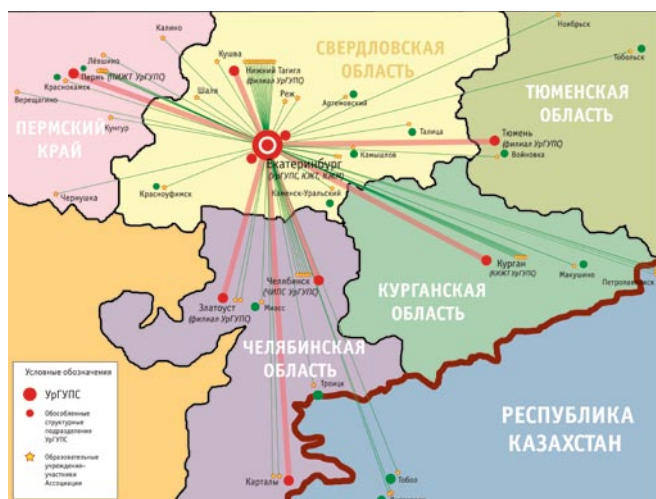 Ноябрьск
Калино
Кушва
СВЕРДЛОВСКАЯ
ОБЛАСТЬ
Лёвшино
Тобольск
Пермь (ПИЖТ УрГУПС)
Нижний Тагил
(филиал УрГУПС)
Краснокамск
Верещагино
Шаля
Реж
Артемовский
ТЮМЕНСКАЯ
ОБЛАСТЬ
ПЕРМСКИЙ
КРАЙ
Кунгур
Талица
Тюмень
(филиал УрГУПС)
Екатеринбург
Камышлов
Войновка
Чернушка
Красноуфимск
Каменск-Уральский
Курган
(КИЖТ УрГУПС)
Макушино
Петропавловск
Челябинск
(ЧИПС УрГУПС)
КУРГАНСКАЯ
ОБЛАСТЬ
Златоуст
(филиал УрГУПС)
Миасс
ЧЕЛЯБИНСКАЯ
ОБЛАСТЬ
Условные обозначения
УрГУПС
Обособленные
структурные
подразделения
УрГУПС
Образовательные
учреждения-
участники
Ассоциации
Троицк
РЕСПУБЛИКА
КАЗАХСТАН
Карталы
Тобол